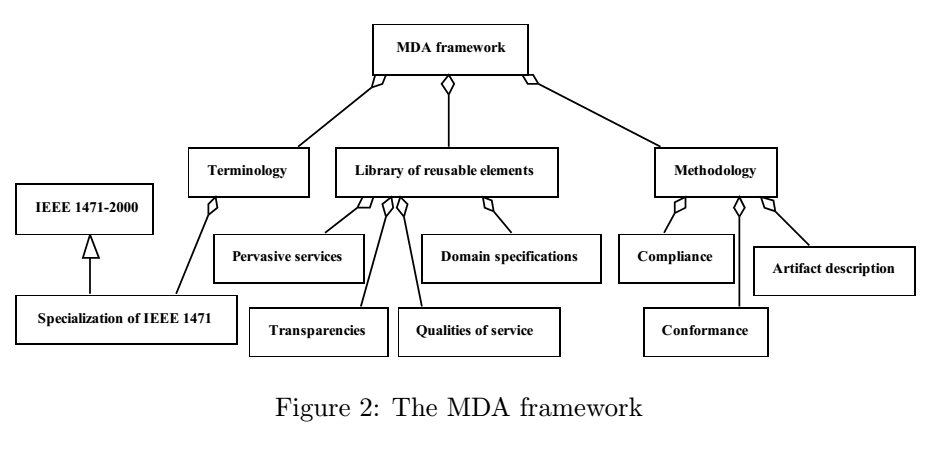 MDA framework
Terminology
Library of reusable elements
Methodology
IEEE 1471-2000
Pervasive services
Domain specifications
Compliance
Artifact description
Specialization of IEEE 1471
Transparencies
Qualities of service
Conformance
Figure 2: The MDA framework